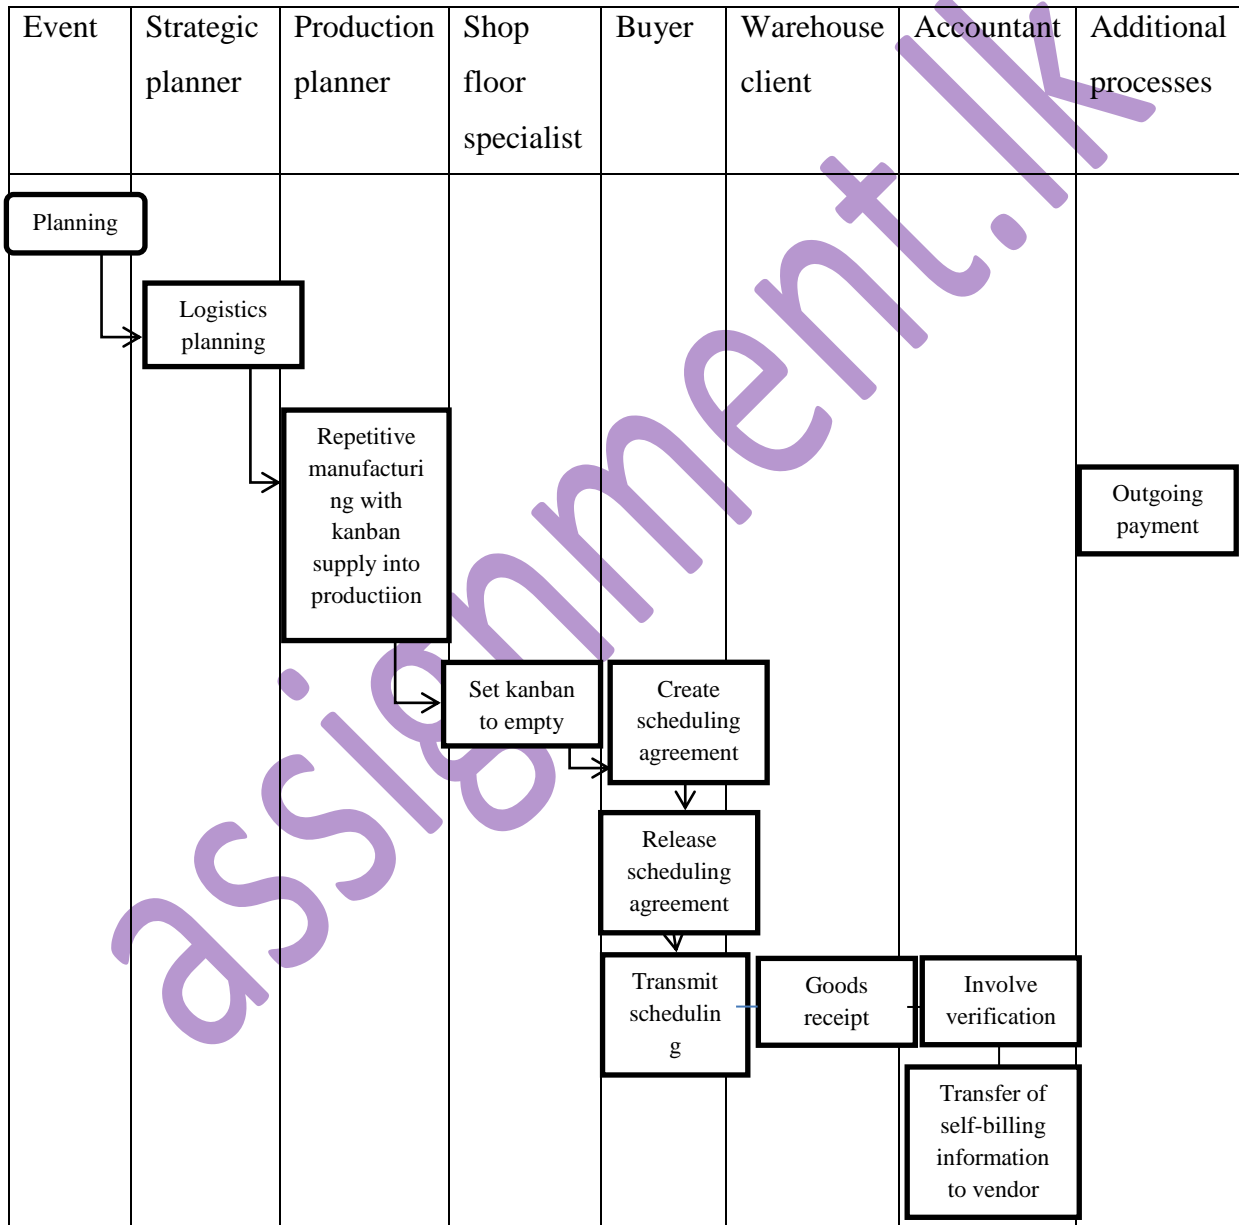 Event
Strategic
planner
Production
planner
Shop
floor
specialist
Buyer
Warehouse
client
Accountant
Additional
processes
Planning
Logistics
planning
Repetitive
manufacturi
ng with
kanban
supply into
productiion
Outgoing
payment
Set kanban
to empty
Create
scheduling
agreement
Release
scheduling
agreement
Transmit
schedulin
g
Goods
receipt
Involve
verification
Transfer of
self-billing
information
to vendor
assignment.lk